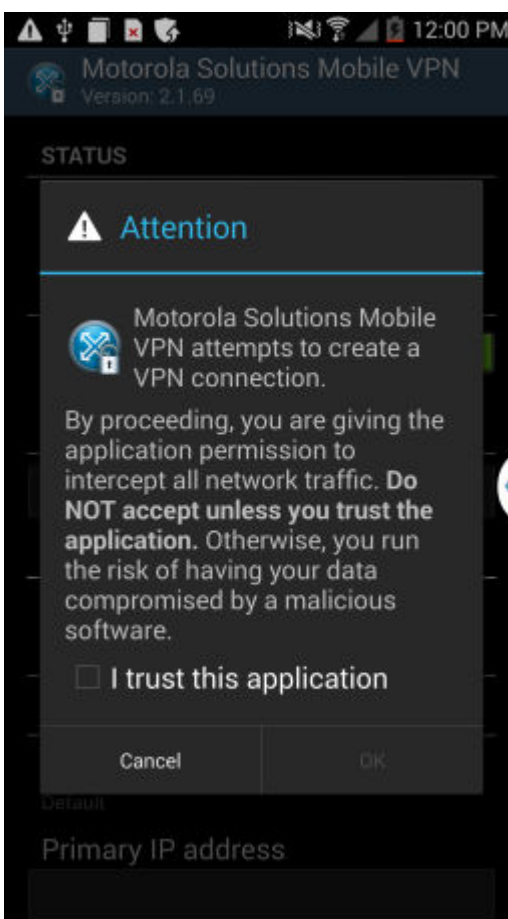 12:00 PM
Motorola Solutions Mobile VPN
Version: 2.1.69
STATUS
Attention
Motorola Solutions Mobile
VPN attempts to create a
VPN connection.
By proceeding, you are giving the
application permission to
intercept all network traffic. Do
NOT accept unless you trust the
application. Otherwise, you run
the risk of having your data
compromised by a malicious
software.
I trust this application
Cancel
OK
Default
Primary IP address